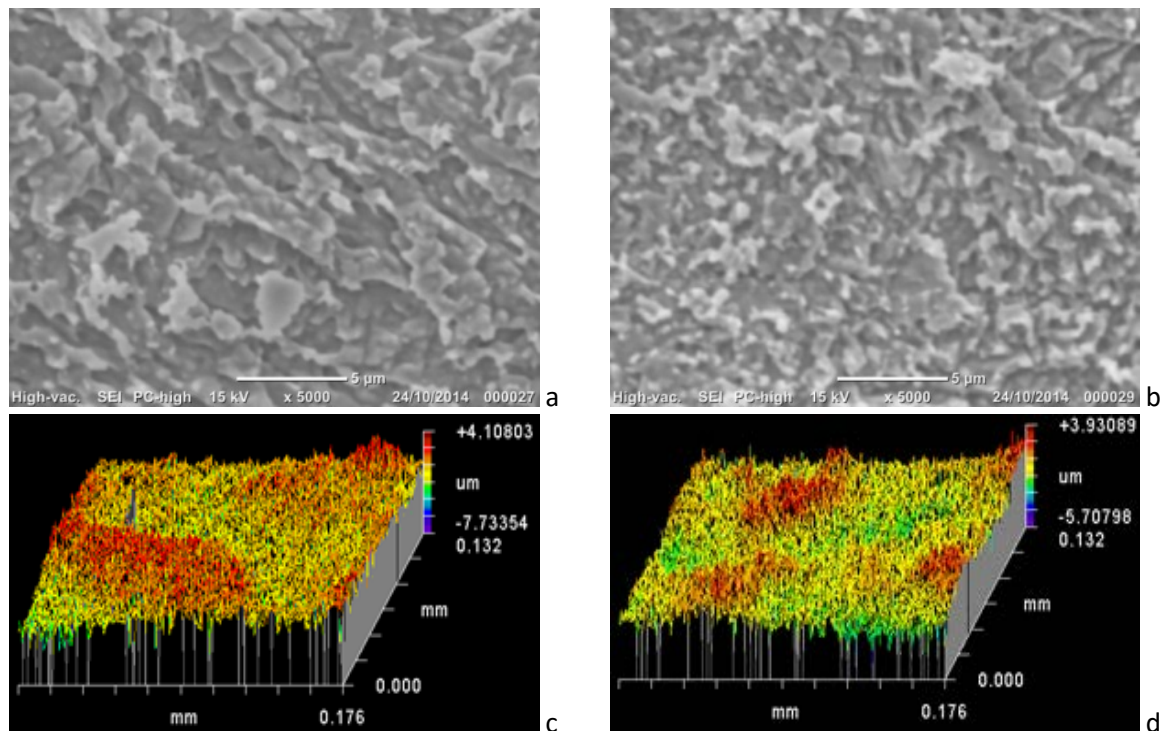 5 µm
High-vac. SEI PC-high 15 kV x 5000 24/10/2014 000027
a
5 µm
High-vac. SEI PC-high 15 kV x 5000 24/10/2014 000029
b
+4.10803
um
-7.73354
0.132
mm
0.000
mm 0.176
c
+3.93089
um
-5.70798
0.132
mm
0.000
mm 0.176
d